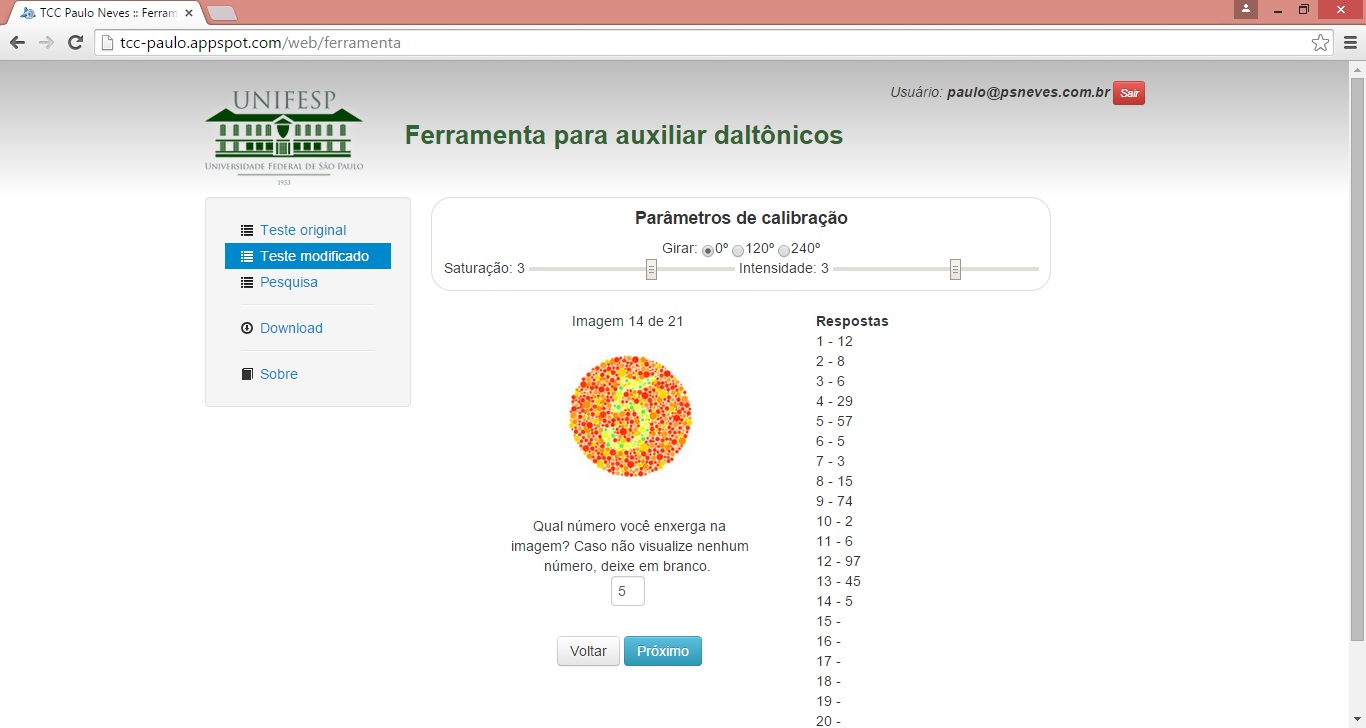 TCC Paulo Neves :: Ferram
tcc-paulo.appspot.com/web/ferramenta
UNIFESP
UNIVERSIDADE FEDERAL DE SÃO PAULO
1933
Usuário: paulo@psneves.com.br Sair
Ferramenta para auxiliar daltônicos
Teste original
Teste modificado
Pesquisa
Download
Sobre
Parâmetros de calibração
Girar: 0º 120º 240º
Saturação: 3 Intensidade: 3
Imagem 14 de 21
5
Qual número você enxerga na
imagem? Caso não visualize nenhum
número, deixe em branco.
5
Voltar Próximo
Respostas
1 - 12
2 - 8
3 - 6
4 - 29
5 - 57
6 - 5
7 - 3
8 - 15
9 - 74
10 - 2
11 - 6
12 - 97
13 - 45
14 - 5
15 -
16 -
17 -
18 -
19 -
20 -